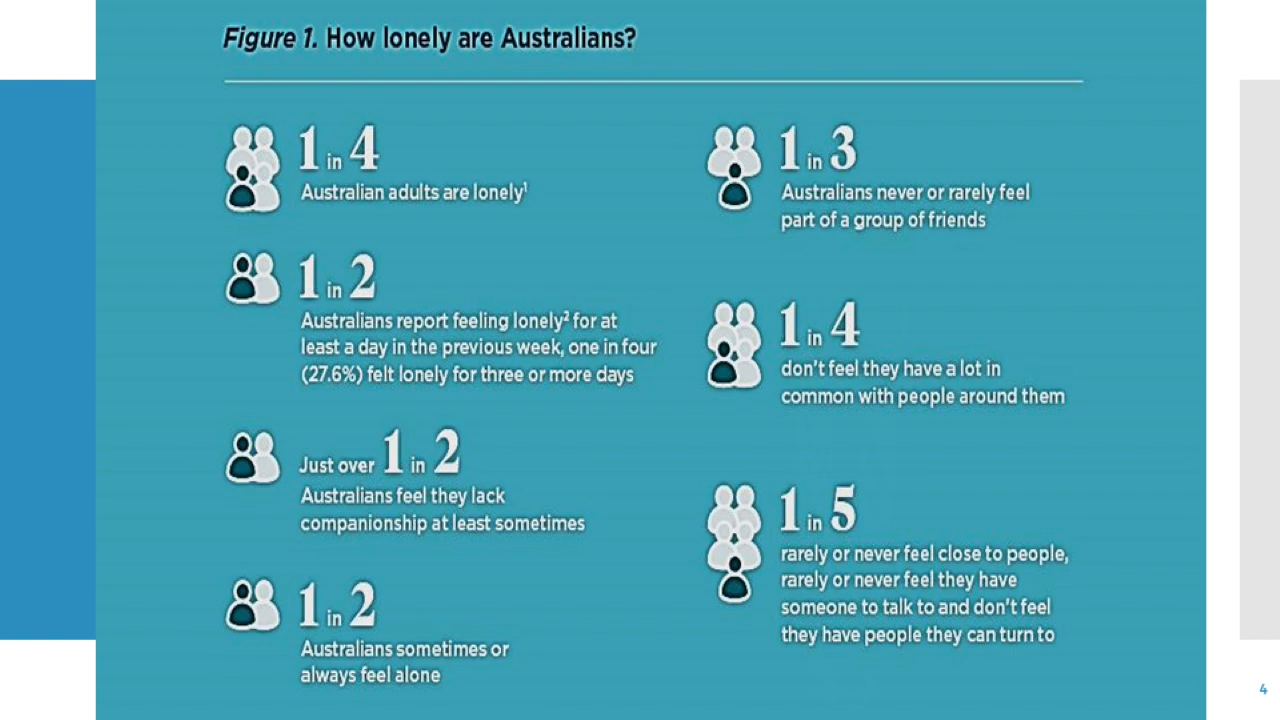 Figure 1. How lonely are Australians?
1 in 4
Australian adults are lonely¹
1 in 2
Australians report feeling lonely² for at
least a day in the previous week, one in four
(27.6%) felt lonely for three or more days
Just over 1 in 2
Australians feel they lack
companionship at least sometimes
1 in 2
Australians sometimes or
always feel alone
1 in 3
Australians never or rarely feel
part of a group of friends
1 in 4
don't feel they have a lot in
common with people around them
1 in 5
rarely or never feel close to people,
rarely or never feel they have
someone to talk to and don't feel
they have people they can turn to
4